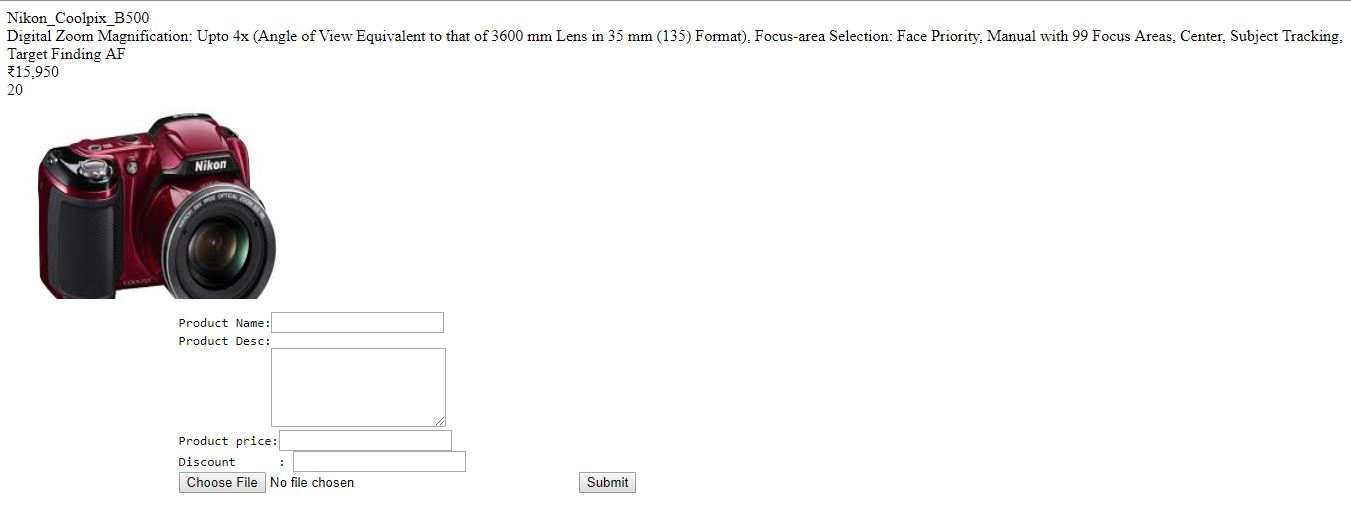 Nikon_Coolpix_B500
Digital Zoom Magnification: Upto 4x (Angle of View Equivalent to that of 3600 mm Lens in 35 mm (135) Format), Focus-area Selection: Face Priority, Manual with 99 Focus Areas, Center, Subject Tracking,
Target Finding AF
₹15,950
20
Nikon
COOLPIX
Product Name:
Product Desc:
Product price:
Discount :
Choose File No file chosen Submit